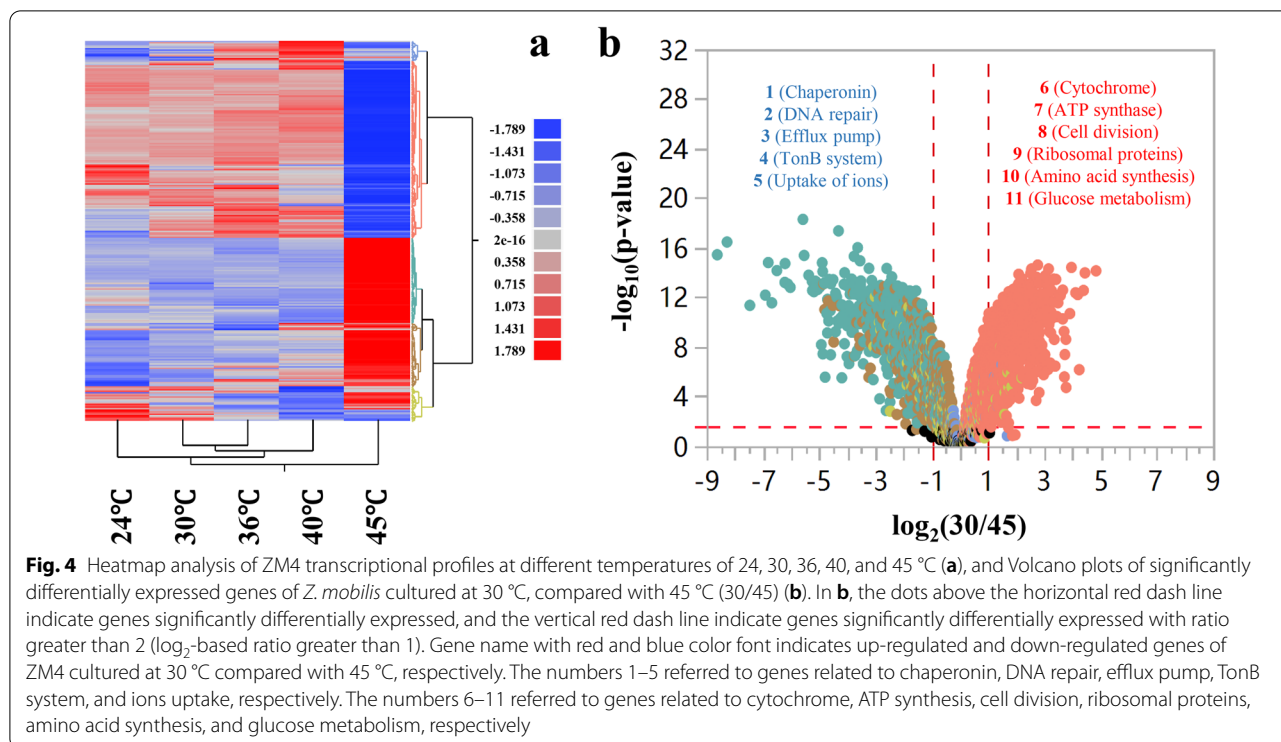 a
-1.789
-1.431
-1.073
-0.715
-0.358
2e-16
0.358
0.715
1.073
1.431
1.789
24°C
30°C
36°C
40°C
45°C
b
32
28
24
20
16
12
8
4
0
-log10(p-value)
1 (Chaperonin)
2 (DNA repair)
3 (Efflux pump)
4 (TonB system)
5 (Uptake of ions)
6 (Cytochrome)
7 (ATP synthase)
8 (Cell division)
9 (Ribosomal proteins)
10 (Amino acid synthesis)
11 (Glucose metabolism)
-9 -7 -5 -3 -1 1 3 5 7 9
log2(30/45)
Fig. 4 Heatmap analysis of ZM4 transcriptional profiles at different temperatures of 24, 30, 36, 40, and 45 °C (a), and Volcano plots of significantly
differentially expressed genes of Z. mobilis cultured at 30 °C, compared with 45 °C (30/45) (b). In b, the dots above the horizontal red dash line
indicate genes significantly differentially expressed, and the vertical red dash line indicate genes significantly differentially expressed with ratio
greater than 2 (log2-based ratio greater than 1). Gene name with red and blue color font indicates up-regulated and down-regulated genes of
ZM4 cultured at 30 °C compared with 45 °C, respectively. The numbers 1–5 referred to genes related to chaperonin, DNA repair, efflux pump, TonB
system, and ions uptake, respectively. The numbers 6–11 referred to genes related to cytochrome, ATP synthesis, cell division, ribosomal proteins,
amino acid synthesis, and glucose metabolism, respectively